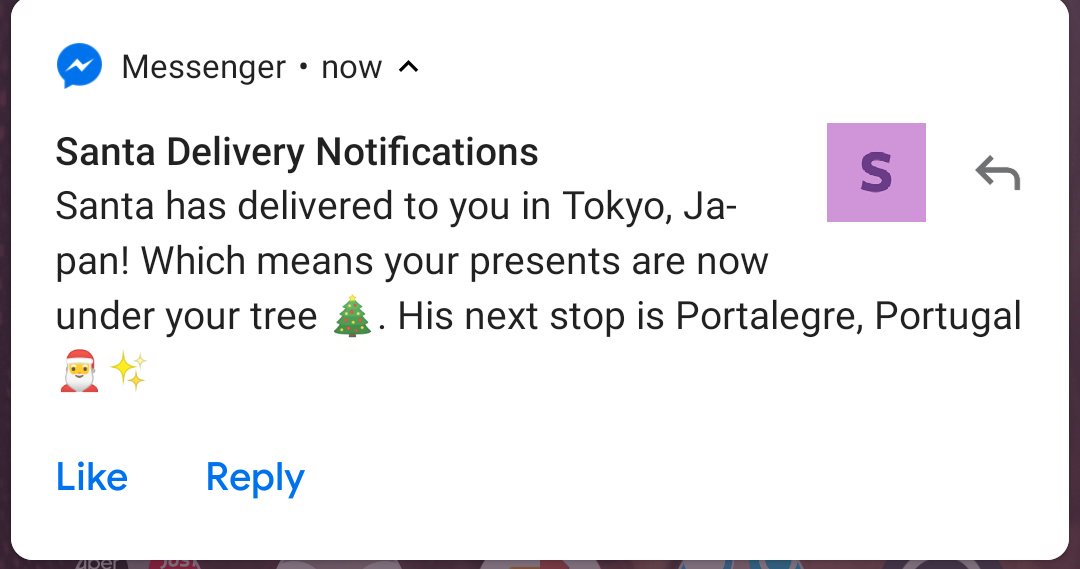 Messenger • now
Santa Delivery Notifications
S
Santa has delivered to you in Tokyo, Ja-
pan! Which means your presents are now
under your tree 🎄. His next stop is Portalegre, Portugal
🎅✨
Like Reply